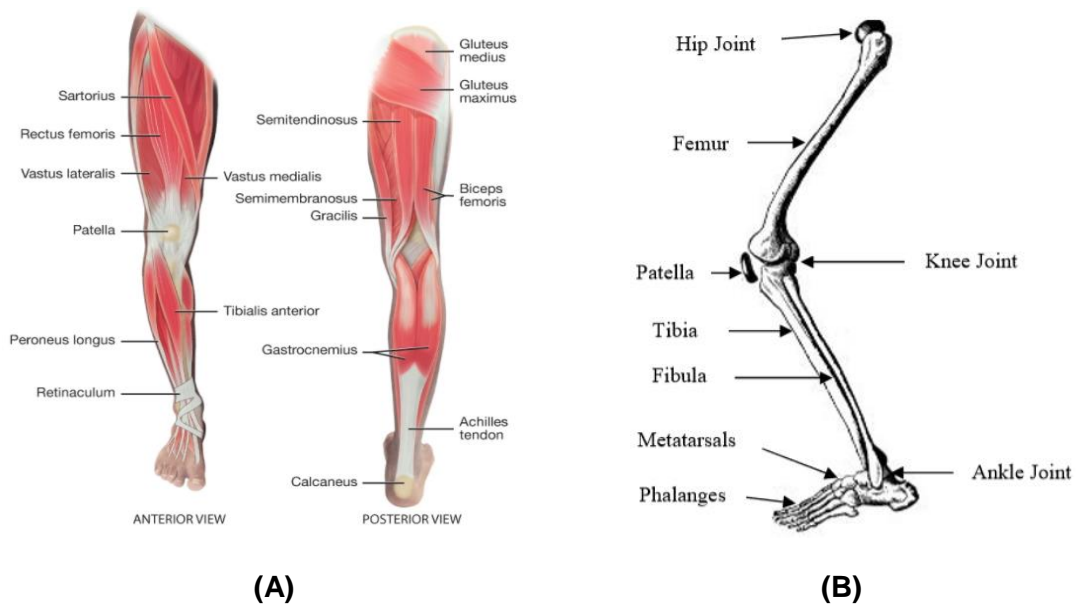 Sartorius
Rectus femoris
Vastus lateralis
Vastus medialis
Patella
Tibialis anterior
Peroneus longus
Retinaculum
ANTERIOR VIEW
Gluteus
medius
Gluteus
maximus
Semitendinosus
Biceps
femoris
Semimembranosus
Gracilis
Gastrocnemius
Achilles
tendon
Calcaneus
POSTERIOR VIEW
(A)
Hip Joint
Femur
Patella
Knee Joint
Tibia
Fibula
Metatarsals
Ankle Joint
Phalanges
(B)